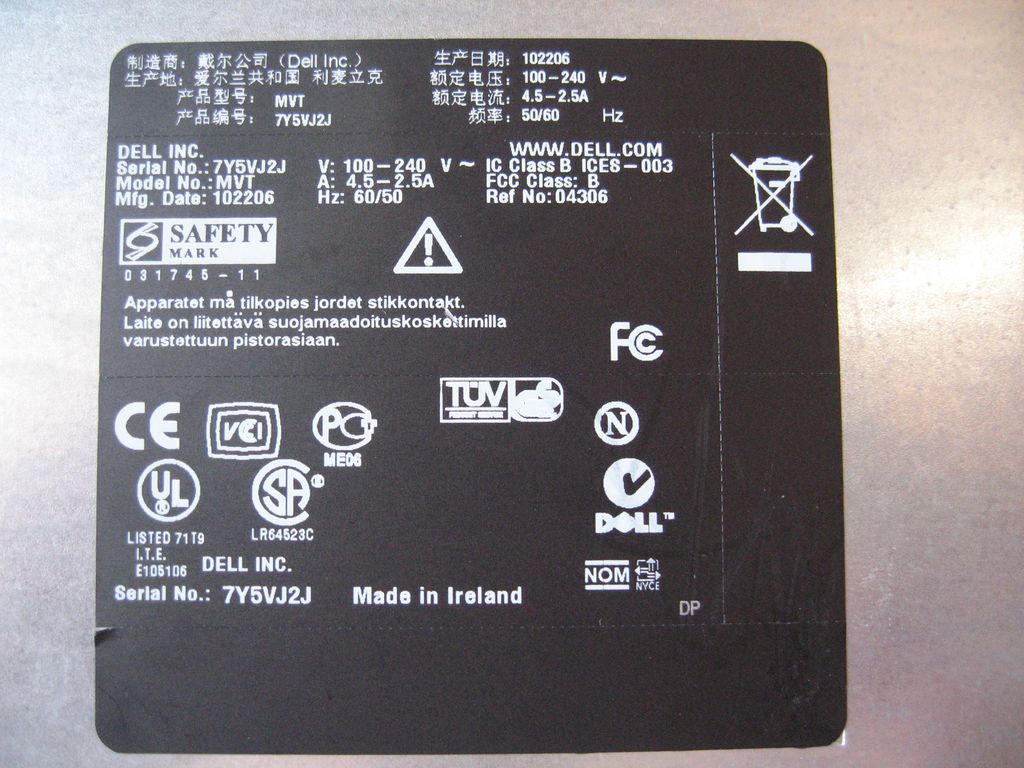 制造商: 戴尔公司 (Dell Inc.) 生产日期: 102206
生产地: 爱尔兰共和国 利麦立克 额定电压: 100-240 V~
产品型号: MVT 额定电流: 4.5-2.5A
产品编号: 7Y5VJ2J 频率: 50/60 Hz
DELL INC. WWW.DELL.COM
Serial No.: 7Y5VJ2J V: 100-240 V ~ IC Class B ICES-003
Model No.: MVT A: 4.5-2.5A FCC Class: B
Mfg. Date: 102206 Hz: 60/50 Ref No: 04306
SAFETY
MARK
031745-11
Apparatet må tilkopies jordet stikkontakt.
Laite on liitettävä suojamaadoituskoskettimilla
varustettuun pistorasiaan.
FC
TÜV
CE VCI PCT N
ME06
UL SA
DELL™
LISTED 71T9 LR64523C
I.T.E.
E105106 DELL INC.
NOM NYCE
Serial No.: 7Y5VJ2J Made in Ireland
DP